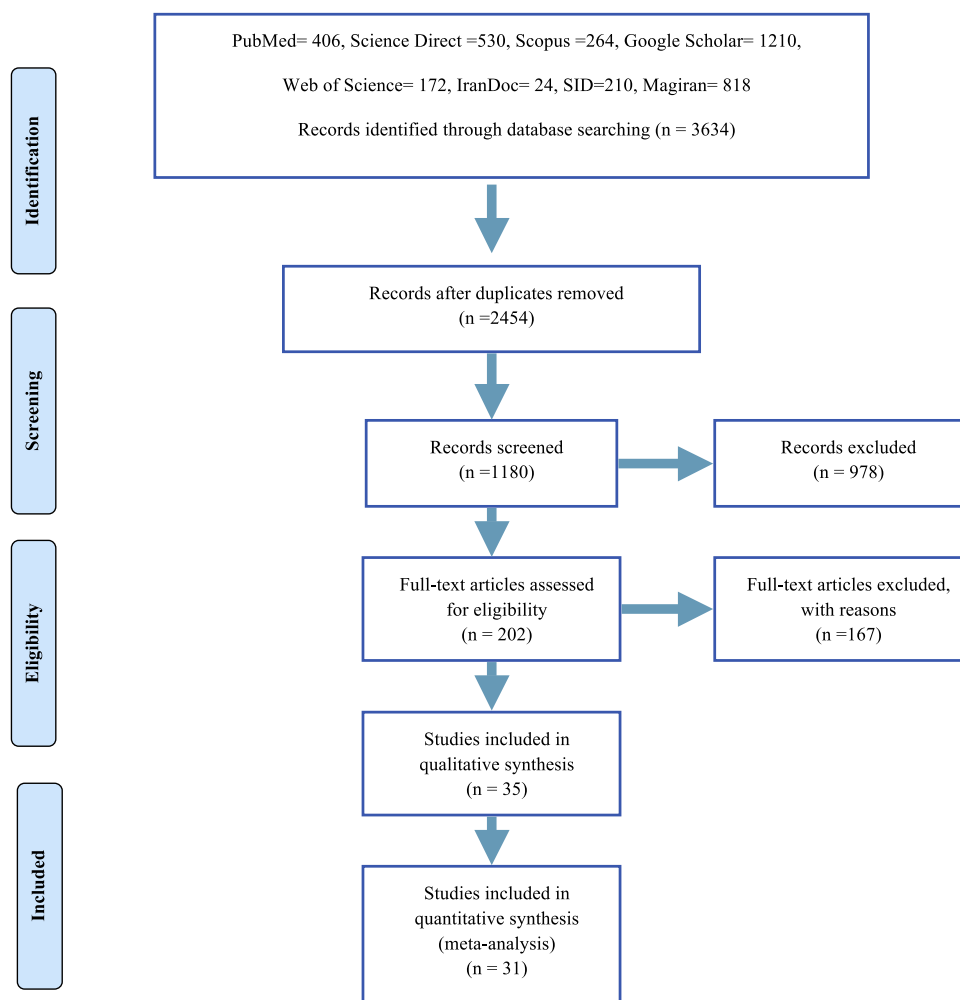 PubMed= 406, Science Direct =530, Scopus =264, Google Scholar= 1210,
Web of Science= 172, IranDoc= 24, SID=210, Magiran= 818
Records identified through database searching (n = 3634)
Identification
Records after duplicates removed
(n =2454)
Screening
Records screened
(n =1180)
Records excluded
(n = 978)
Eligibility
Full-text articles assessed
for eligibility
(n = 202)
Full-text articles excluded,
with reasons
(n =167)
Studies included in
qualitative synthesis
(n = 35)
Included
Studies included in
quantitative synthesis
(meta-analysis)
(n = 31)